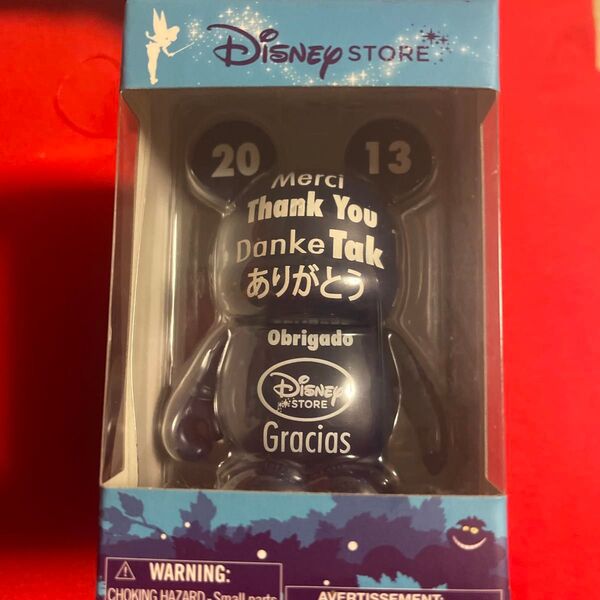 Disney STORE
20 13
Merci
Thank You
Danke Tak
ありがとう
Obrigado
Disney
STORE
Gracias
WARNING:
CHOKING HAZARD - Small parts
AVERTISSEMENT: